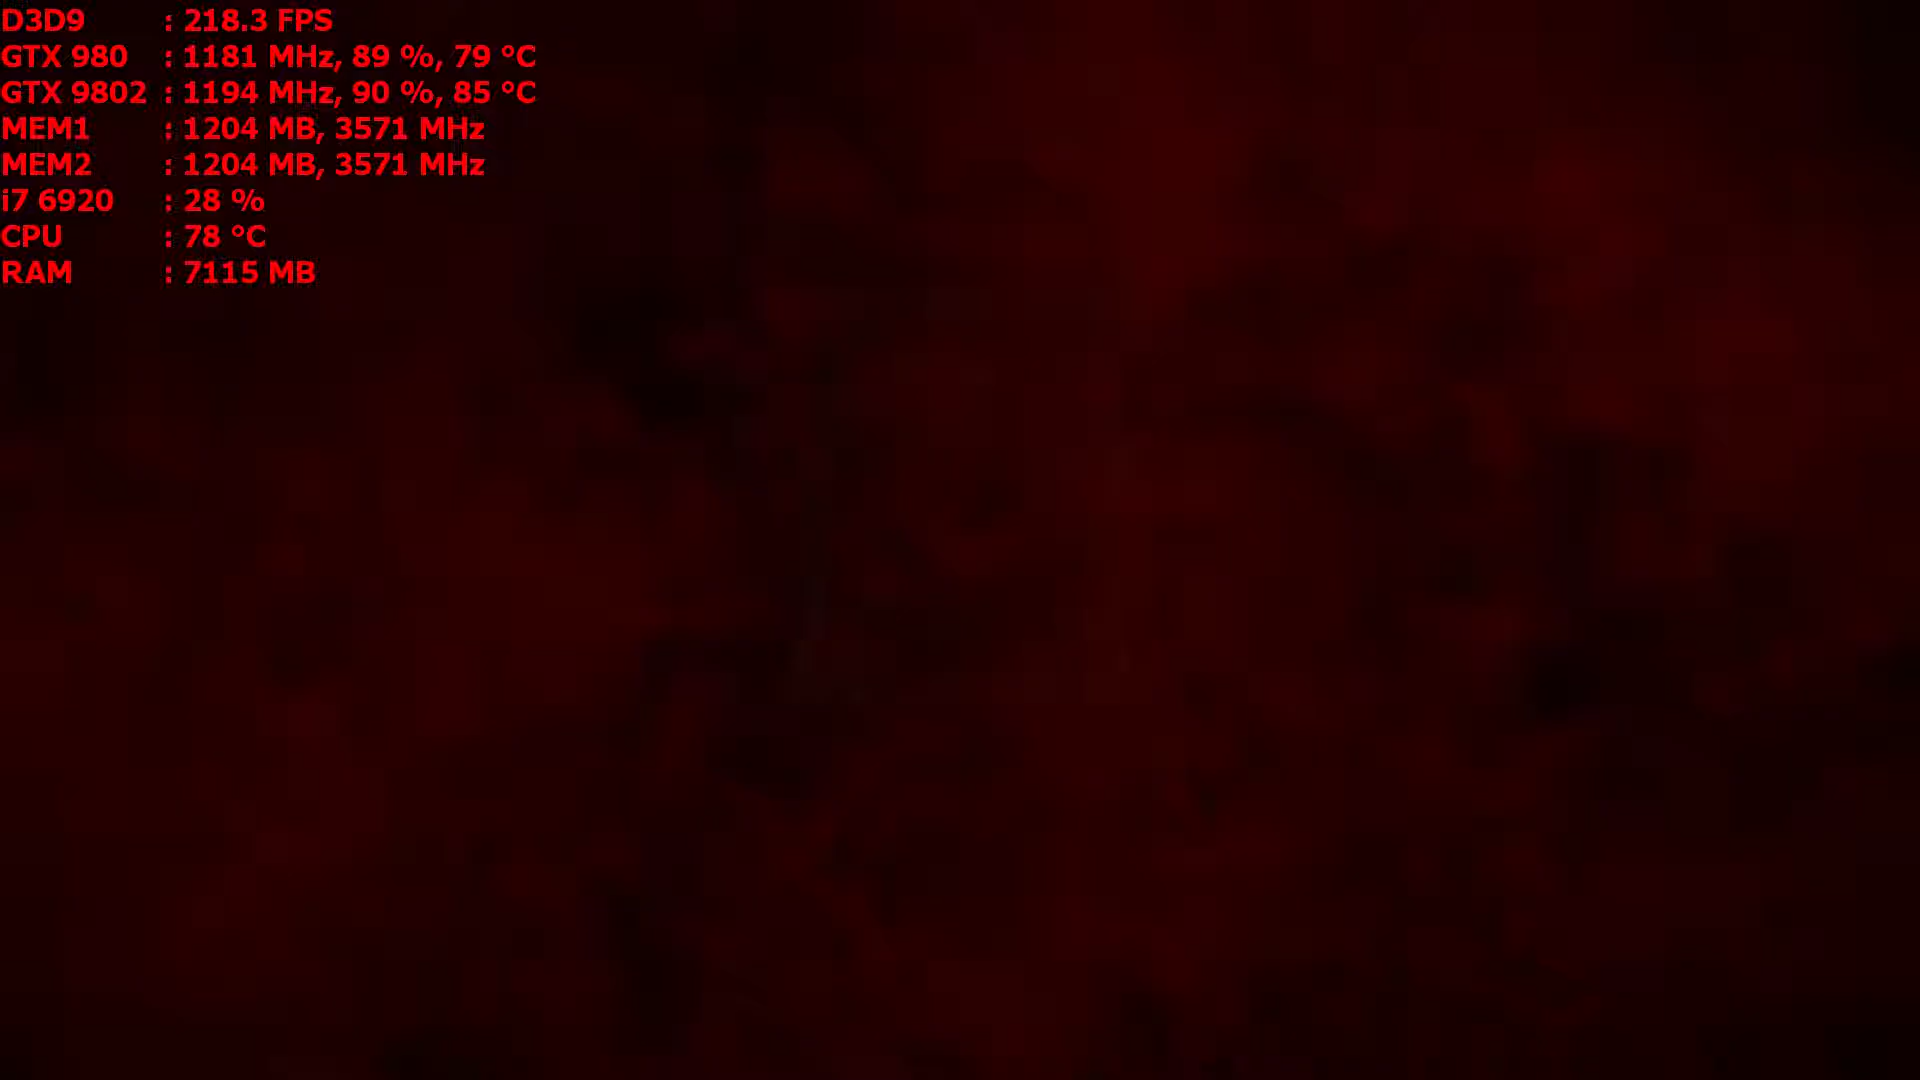 D3D9 : 218.3 FPS
GTX 980 : 1181 MHz, 89 %, 79 °C
GTX 9802 : 1194 MHz, 90 %, 85 °C
MEM1 : 1204 MB, 3571 MHz
MEM2 : 1204 MB, 3571 MHz
i7 6920 : 28 %
CPU : 78 °C
RAM : 7115 MB